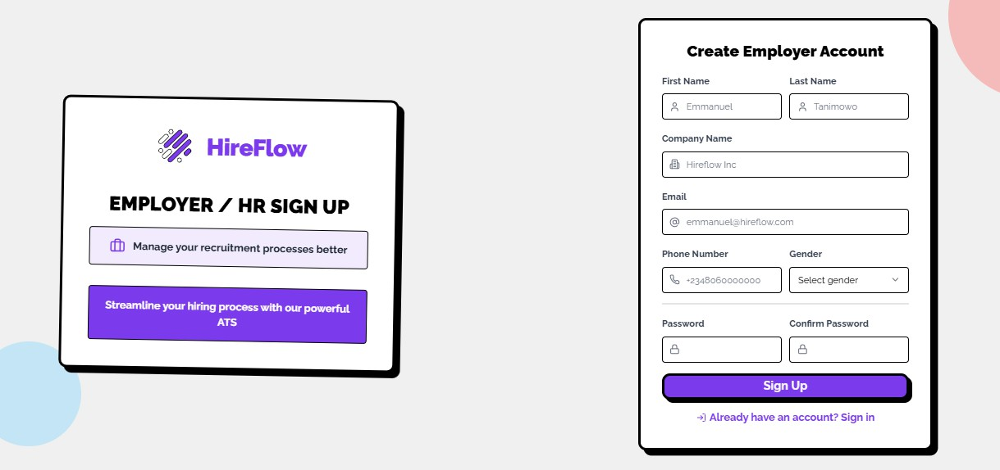 HireFlow
EMPLOYER / HR SIGN UP
Manage your recruitment processes better
Streamline your hiring process with our powerful
ATS
Create Employer Account
First Name Last Name
Emmanuel Tanimowo
Company Name
Hireflow Inc
Email
emmanuel@hireflow.com
Phone Number Gender
+2348060000000 Select gender
Password Confirm Password
Sign Up
Already have an account? Sign in